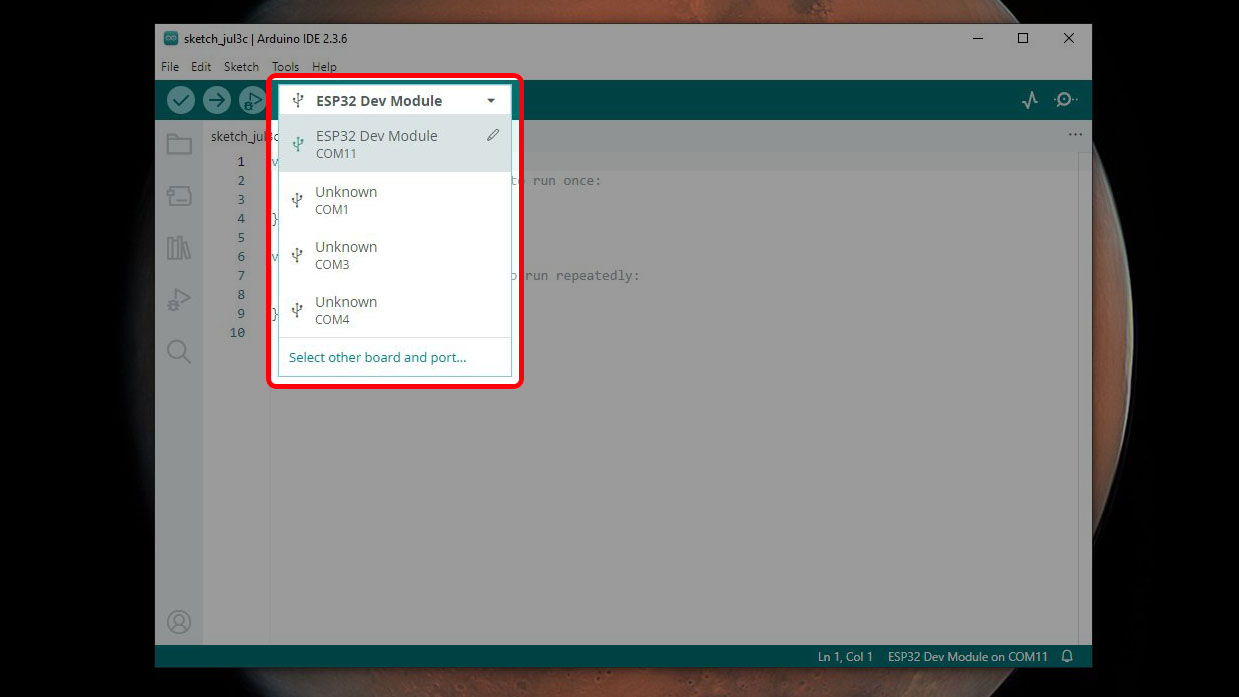 sketch_jul3c | Arduino IDE 2.3.6
File Edit Sketch Tools Help
ESP32 Dev Module
sketch_jul3c
ESP32 Dev Module
COM11
Unknown
COM1
Unknown
COM3
Unknown
COM4
Select other board and port...
1 v
2 to run once:
3
4 }
5
6 v
7 o run repeatedly:
8
9 }
10
Ln 1, Col 1 ESP32 Dev Module on COM11